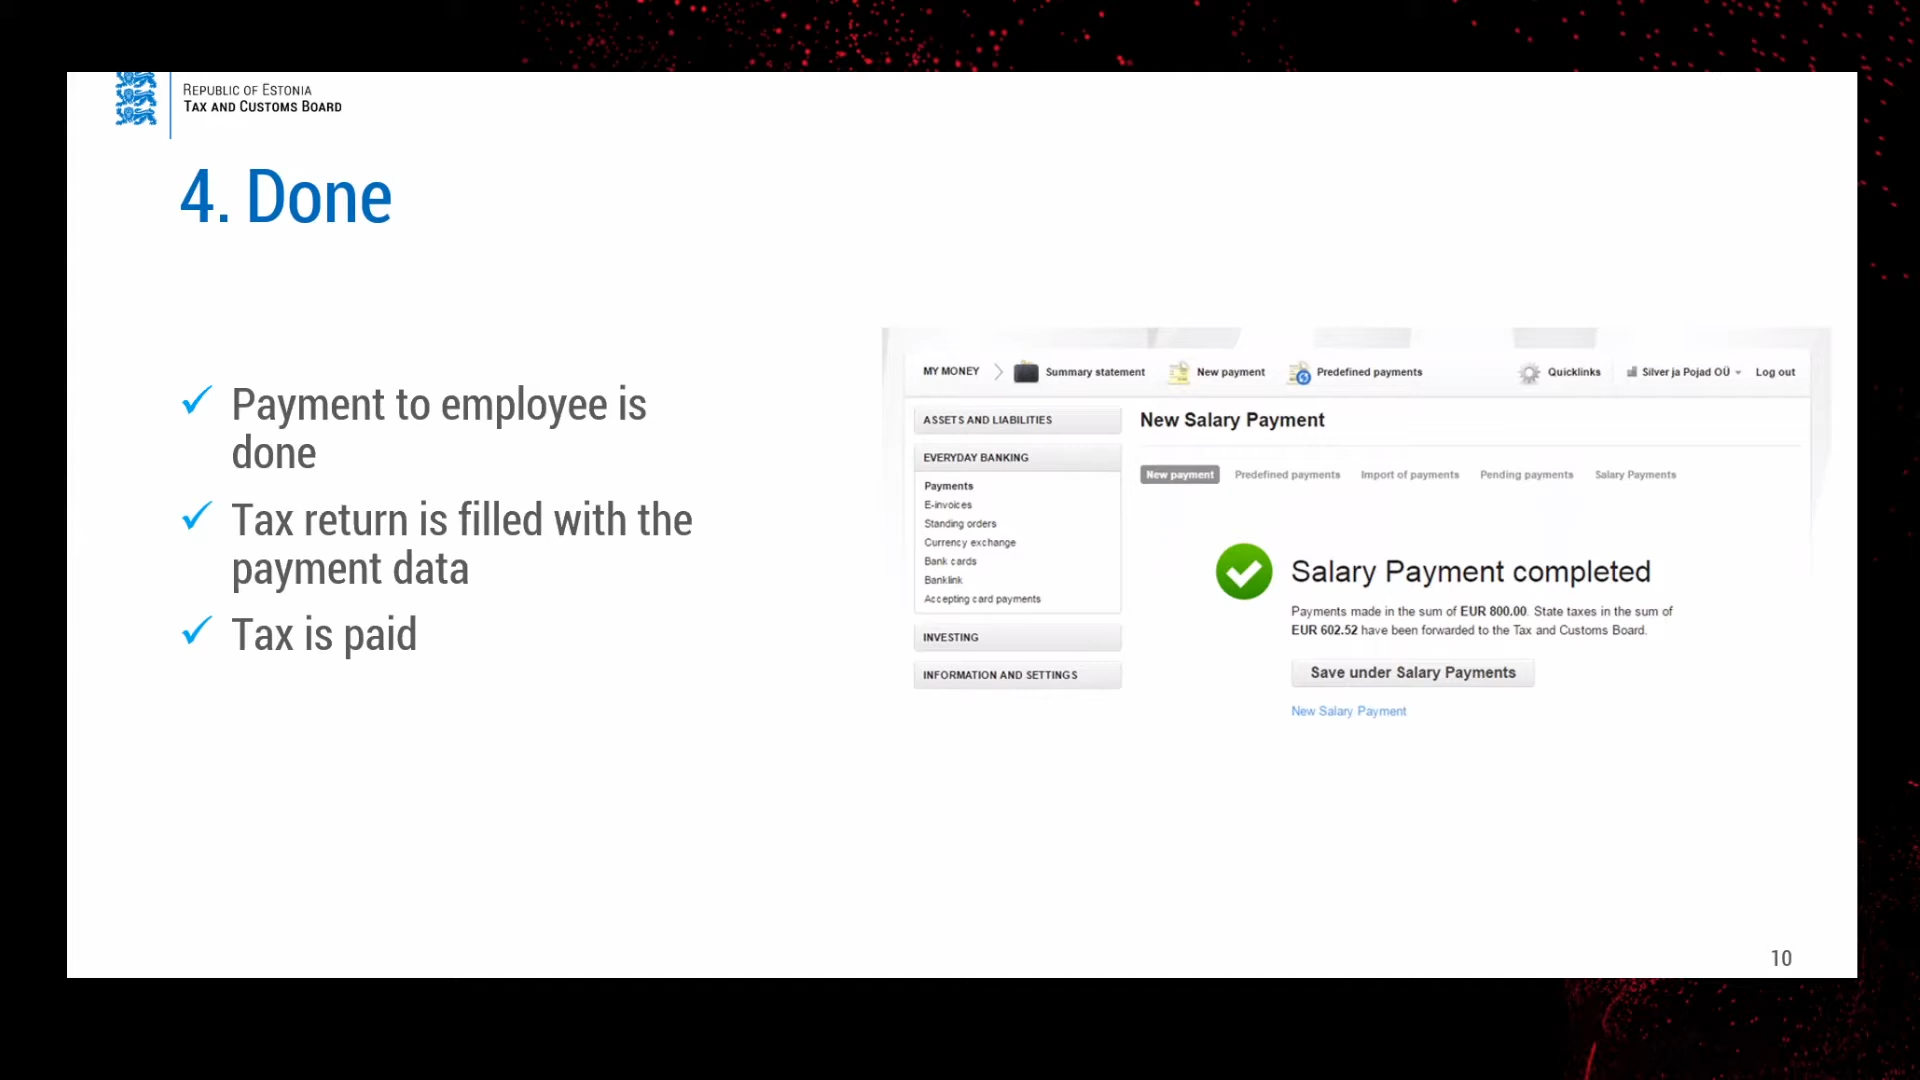 REPUBLIC OF ESTONIA
TAX AND CUSTOMS BOARD
4. Done
Payment to employee is
done
Tax return is filled with the
payment data
Tax is paid
MY MONEY
Summary statement
New payment
Predefined payments
Quicklinks
Silver ja Pojad OÜ
Log out
ASSETS AND LIABILITIES
EVERYDAY BANKING
Payments
E-invoices
Standing orders
Currency exchange
Bank cards
Banklink
Accepting card payments
INVESTING
INFORMATION AND SETTINGS
New Salary Payment
New payment
Predefined payments
Import of payments
Pending payments
Salary Payments
Salary Payment completed
Payments made in the sum of EUR 800.00. State taxes in the sum of
EUR 602.52 have been forwarded to the Tax and Customs Board.
Save under Salary Payments
New Salary Payment
10